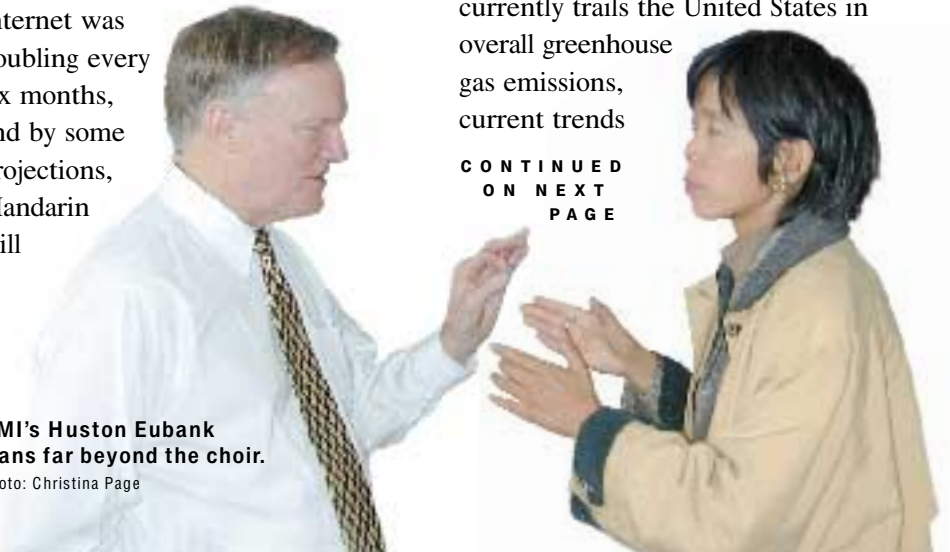 nternet was
oubling every
x months,
nd by some
rojections,
andarin
ill
MI's Huston Eubank
ans far beyond the choir.
oto: Christina Page
currently trails the United States in
overall greenhouse
gas emissions,
current trends
CONTINUED
ON NEXT
PAGE